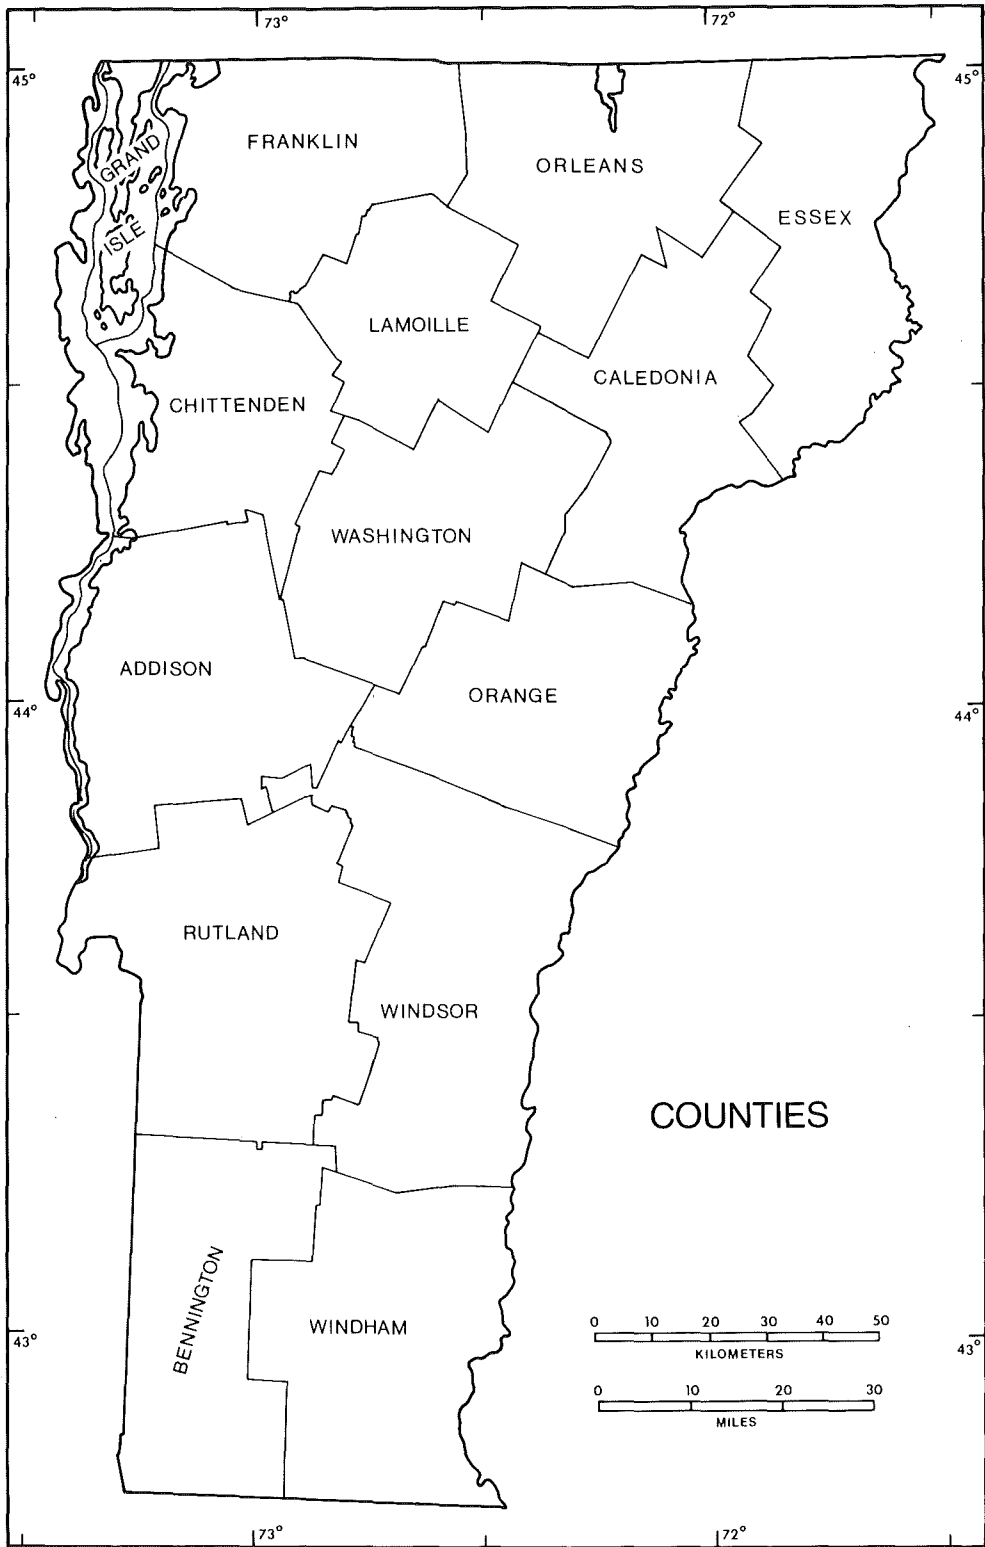 73°
72°
45°
45°
FRANKLIN
GRAND
ORLEANS
ESSEX
ISLE
LAMOILLE
CALEDONIA
CHITTENDEN
WASHINGTON
ADDISON
ORANGE
44°
44°
RUTLAND
WINDSOR
COUNTIES
BENNINGTON
WINDHAM
0 10 20 30 40 50
KILOMETERS
43°
43°
0 10 20 30
MILES
73°
72°